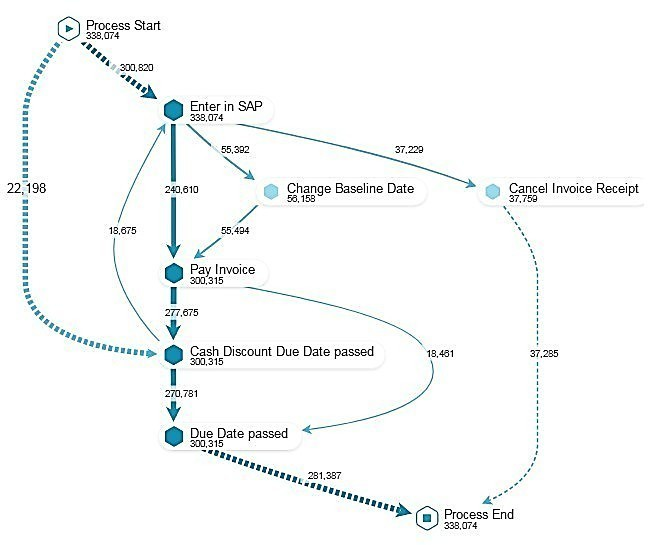 Process Start
338,074
300,820
Enter in SAP
338,074
55,392
37,229
22,198
240,610
Change Baseline Date
56,158
Cancel Invoice Receipt
37,759
18,675
55,494
Pay Invoice
300,315
277,675
Cash Discount Due Date passed
300,315
18,461
37,285
270,781
Due Date passed
300,315
281,387
Process End
338,074